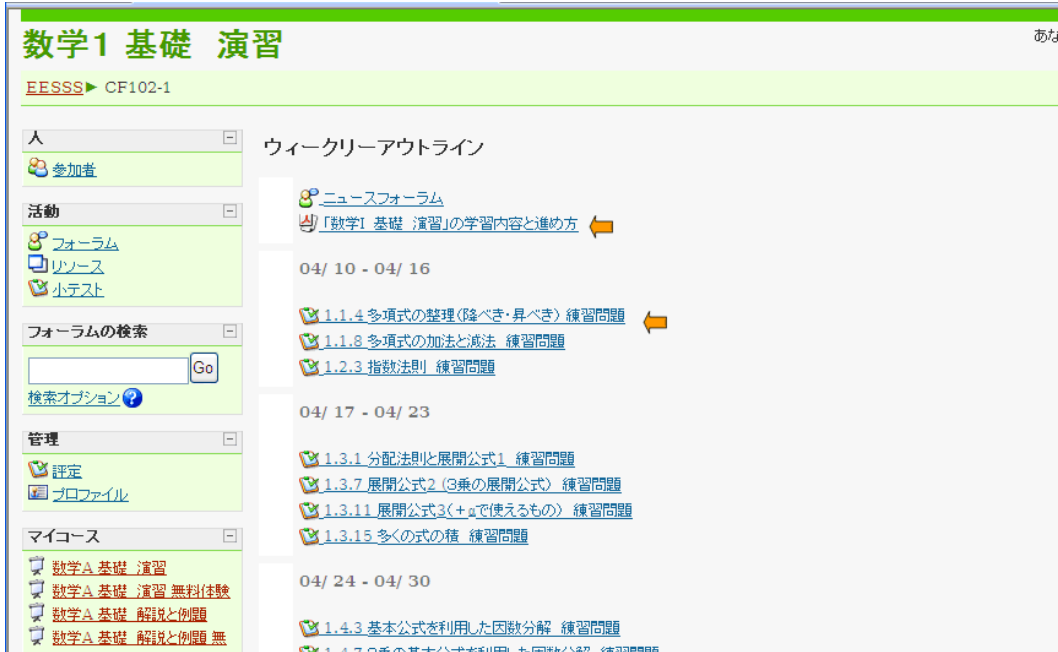 数学1 基礎 演習
あな
EESSS► CF102-1
人
参加者
活動
フォーラム
リソース
小テスト
フォーラムの検索
Go
検索オプション
管理
評定
プロファイル
マイコース
数学A 基礎 演習
数学A 基礎 演習 無料体験
数学A 基礎 解説と例題
数学A 基礎 解説と例題 無
ウィークリーアウトライン
ニュースフォーラム
「数学I 基礎 演習」の学習内容と進め方
04/ 10 - 04/ 16
1.1.4 多項式の整理(降べき・昇べき) 練習問題
1.1.8 多項式の加法と減法 練習問題
1.2.3 指数法則 練習問題
04/ 17 - 04/ 23
1.3.1 分配法則と展開公式1 練習問題
1.3.7 展開公式2 (3乗の展開公式) 練習問題
1.3.11 展開公式3(+αで使えるもの) 練習問題
1.3.15 多くの式の積 練習問題
04/ 24 - 04/ 30
1.4.3 基本公式を利用した因数分解 練習問題